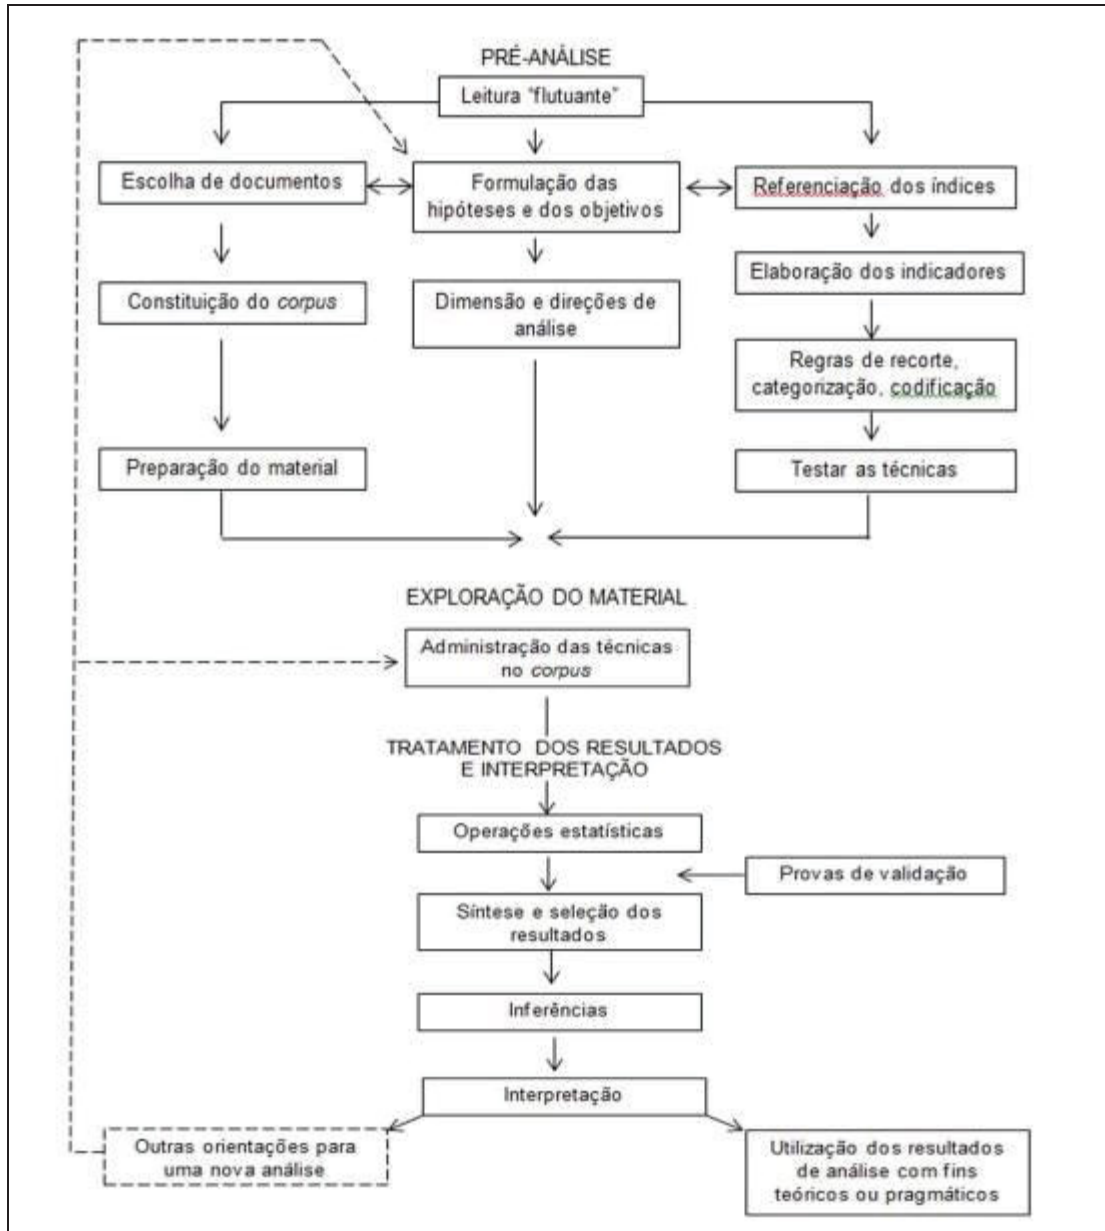 PRÉ-ANÁLISE
Leitura "flutuante"
Escolha de documentos
Formulação das
hipóteses e dos objetivos
Referenciação dos índices
Constituição do corpus
Dimensão e direções de
análise
Elaboração dos indicadores
Regras de recorte,
categorização, codificação
Preparação do material
Testar as técnicas
EXPLORAÇÃO DO MATERIAL
Administração das técnicas
no corpus
TRATAMENTO DOS RESULTADOS
E INTERPRETAÇÃO
Operações estatísticas
Provas de validação
Síntese e seleção dos
resultados
Inferências
Interpretação
Outras orientações para
uma nova análise
Utilização dos resultados
de análise com fins
teóricos ou pragmáticos